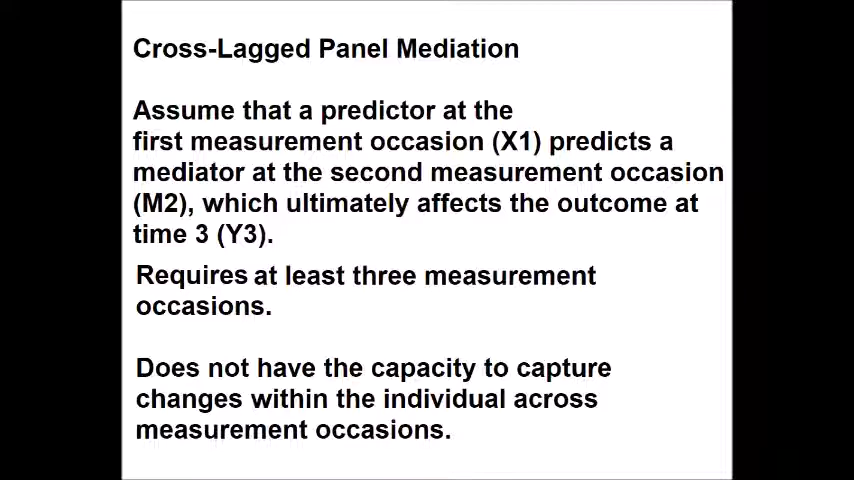 Cross-Lagged Panel Mediation
Assume that a predictor at the
first measurement occasion (X1) predicts a
mediator at the second measurement occasion
(M2), which ultimately affects the outcome at
time 3 (Y3).
Requires at least three measurement
occasions.
Does not have the capacity to capture
changes within the individual across
measurement occasions.